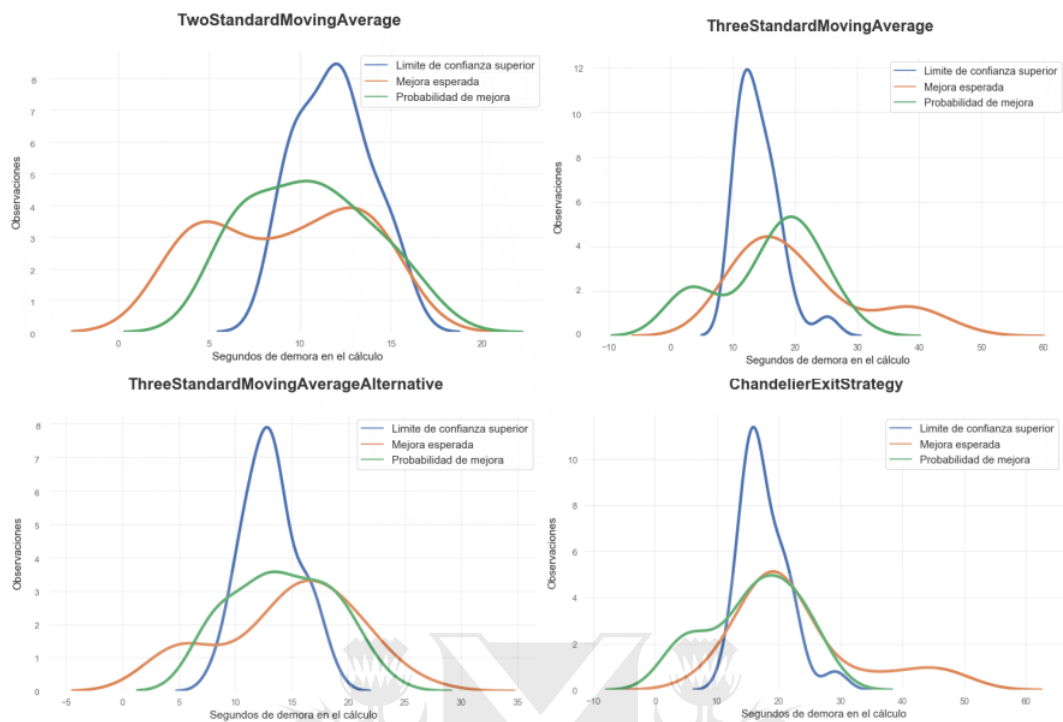 TwoStandardMovingAverage
Limite de confianza superior
Mejora esperada
Probabilidad de mejora
Observaciones
8
7
6
5
4
3
2
1
0
0
5
10
15
20
Segundos de demora en el cálculo
ThreeStandardMovingAverage
Limite de confianza superior
Mejora esperada
Probabilidad de mejora
Observaciones
12
10
8
6
4
2
0
−10
0
10
20
30
40
50
60
Segundos de demora en el cálculo
ThreeStandardMovingAverageAlternative
Limite de confianza superior
Mejora esperada
Probabilidad de mejora
Observaciones
8
7
6
5
4
3
2
1
0
−5
0
5
10
15
20
25
30
35
Segundos de demora en el cálculo
ChandelierExitStrategy
Limite de confianza superior
Mejora esperada
Probabilidad de mejora
Observaciones
10
8
6
4
2
0
−10
0
10
20
30
40
50
60
Segundos de demora en el cálculo